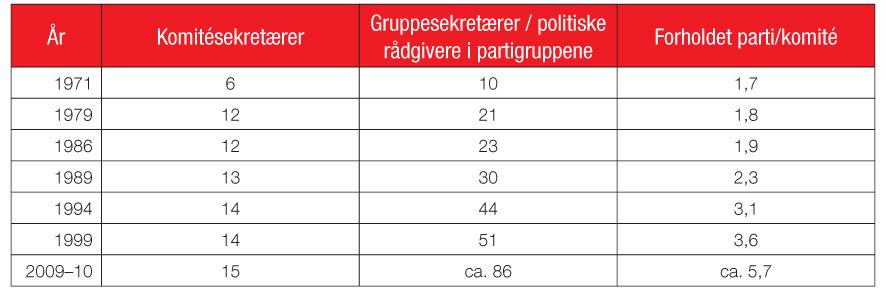 År Komitésekretærer Gruppesekretærer / politiske rådgivere i partigruppene Forholdet parti/komité
1971 6 10 1,7
1979 12 21 1,8
1986 12 23 1,9
1989 13 30 2,3
1994 14 44 3,1
1999 14 51 3,6
2009–10 15 ca. 86 ca. 5,7